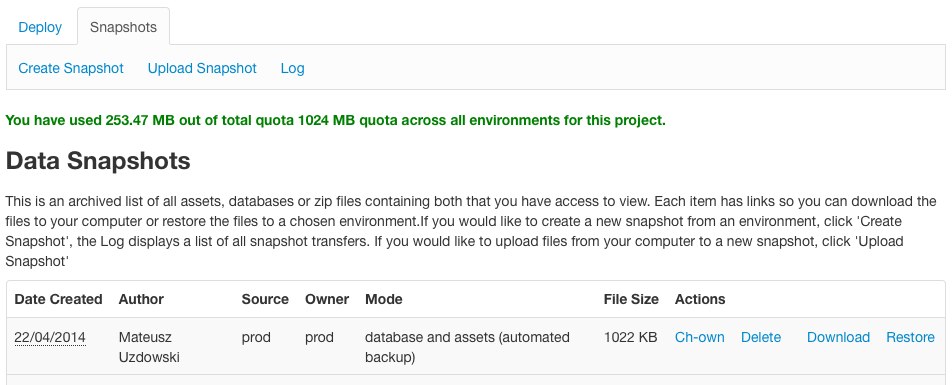 Deploy Snapshots
Create Snapshot Upload Snapshot Log
You have used 253.47 MB out of total quota 1024 MB quota across all environments for this project.
Data Snapshots
This is an archived list of all assets, databases or zip files containing both that you have access to view. Each item has links so you can download the
files to your computer or restore the files to a chosen environment.If you would like to create a new snapshot from an environment, click 'Create
Snapshot', the Log displays a list of all snapshot transfers. If you would like to upload files from your computer to a new snapshot, click 'Upload
Snapshot'
Date Created Author Source Owner Mode File Size Actions
22/04/2014 Mateusz prod prod database and assets (automated 1022 KB Ch-own Delete Download Restore
Uzdowski backup)